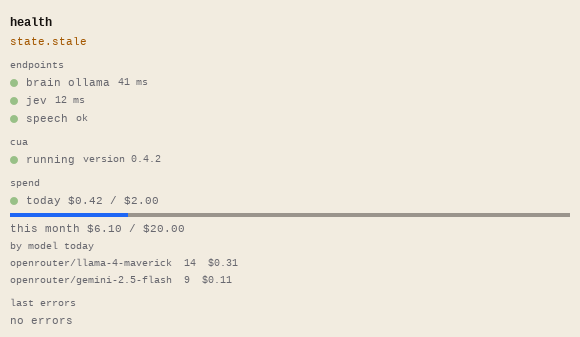 health
state.stale
endpoints
brain ollama 41 ms
jev 12 ms
speech ok
cua
running version 0.4.2
spend
today $0.42 / $2.00
this month $6.10 / $20.00
by model today
openrouter/llama-4-maverick 14 $0.31
openrouter/gemini-2.5-flash 9 $0.11
last errors
no errors